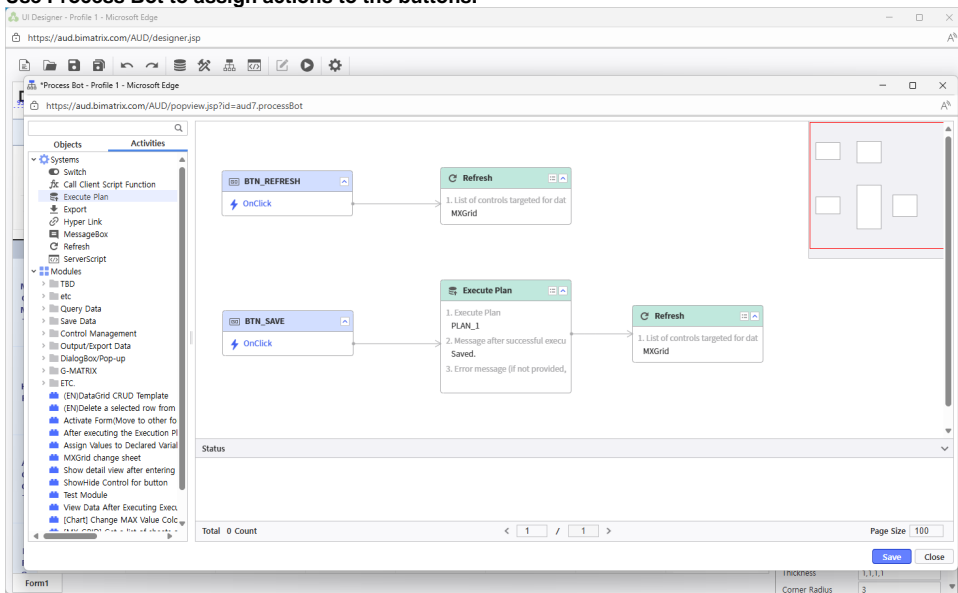 Use Process Bot to assign actions to the buttons.
UI Designer - Profile 1 - Microsoft Edge
https://aud.bimatrix.com/AUD/designer.jsp
*Process Bot - Profile 1 - Microsoft Edge
https://aud.bimatrix.com/AUD/popview.jsp?id=aud7.processBot
Objects
Activities
Systems
Switch
fx Call Client Script Function
Execute Plan
Export
Hyper Link
MessageBox
Refresh
ServerScript
Modules
TBD
etc
Query Data
Save Data
Control Management
Output/Export Data
DialogBox/Pop-up
G-MATRIX
ETC.
(EN)DataGrid CRUD Template
(EN)Delete a selected row from
Activate Form(Move to other fo
After executing the Execution Pl
Assign Values to Declared Varial
MXGrid change sheet
Show detail view after entering
ShowHide Control for button
Test Module
View Data After Executing Execu
[Chart] Change MAX Value Colc
BTN_REFRESH
OnClick
Refresh
1. List of controls targeted for dat
MXGrid
BTN_SAVE
OnClick
Execute Plan
1. Execute Plan
PLAN_1
2. Message after successful execu
Saved.
3. Error message (if not provided,
Refresh
1. List of controls targeted for dat
MXGrid
Status
Total 0 Count
< 1 / 1 >
Page Size 100
Save
Close
Form1
Thickness 1,1,1,1
Corner Radius 3